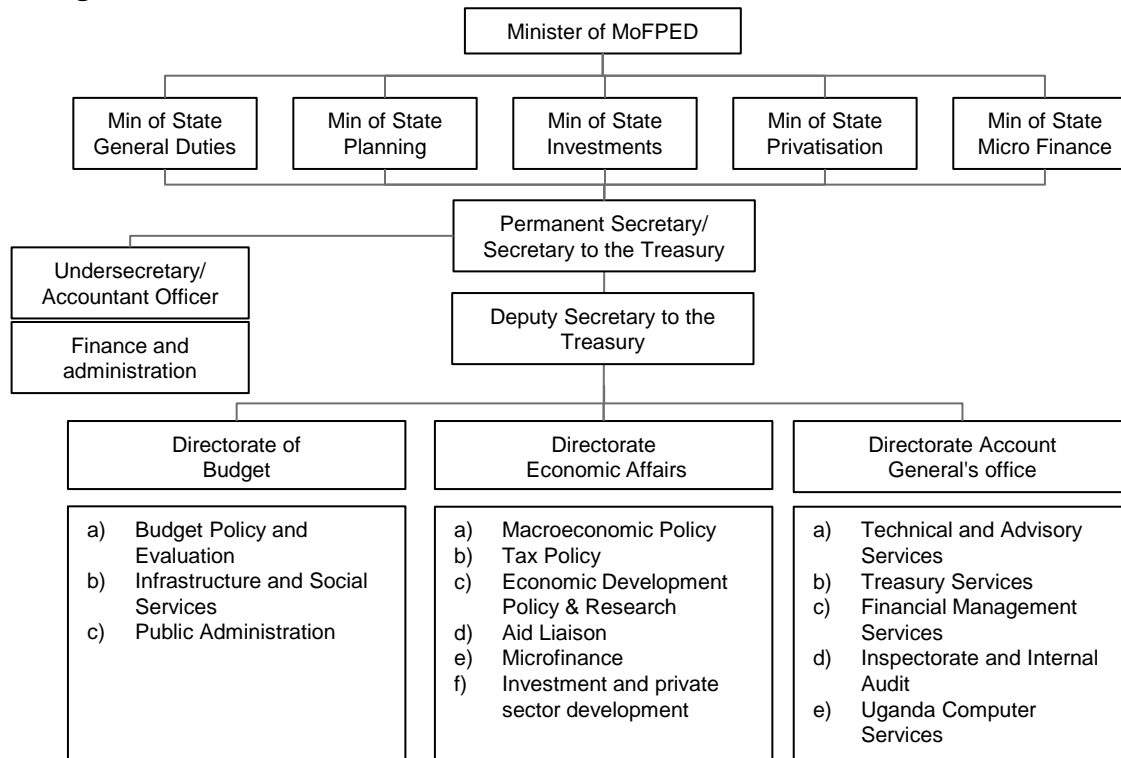 Minister of MoFPED
Min of State
General Duties
Min of State
Planning
Min of State
Investments
Min of State
Privatisation
Min of State
Micro Finance
Permanent Secretary/
Secretary to the Treasury
Undersecretary/
Accountant Officer
Finance and
administration
Deputy Secretary to the
Treasury
Directorate of
Budget
Directorate
Economic Affairs
Directorate Account
General's office
a) Budget Policy and
Evaluation
b) Infrastructure and Social
Services
c) Public Administration
a) Macroeconomic Policy
b) Tax Policy
c) Economic Development
Policy & Research
d) Aid Liaison
e) Microfinance
f) Investment and private
sector development
a) Technical and Advisory
Services
b) Treasury Services
c) Financial Management
Services
d) Inspectorate and Internal
Audit
e) Uganda Computer
Services